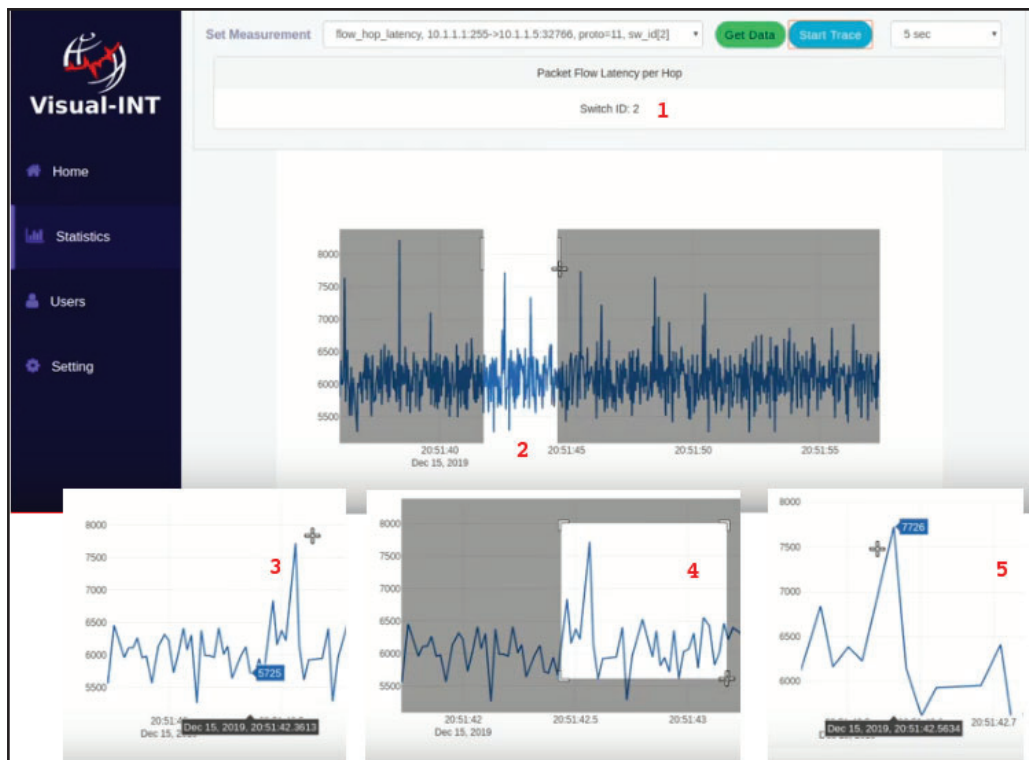 Visual-INT
Home
Statistics
Users
Setting
Set Measurement
flow_hop_latency, 10.1.1.1:255->10.1.1.5:32766, proto=11, sw_id[2]
Get Data
Start Trace
5 sec
Packet Flow Latency per Hop
Switch ID: 2 1
8000
7500
7000
6500
6000
5500
20:51:40 20:51:45 20:51:50 20:51:55
Dec 15, 2019
2
8000
7500
7000
6500
6000
5500
3
5725
Dec 15, 2019, 20:51:42.3613
8000
7500
7000
6500
6000
5500
4
20:51:42 20:51:42.5 20:51:43
Dec 15, 2019
8000
7500
7000
6500
6000
7726
5
Dec 15, 2019, 20:51:42.5634
20:51:42.7